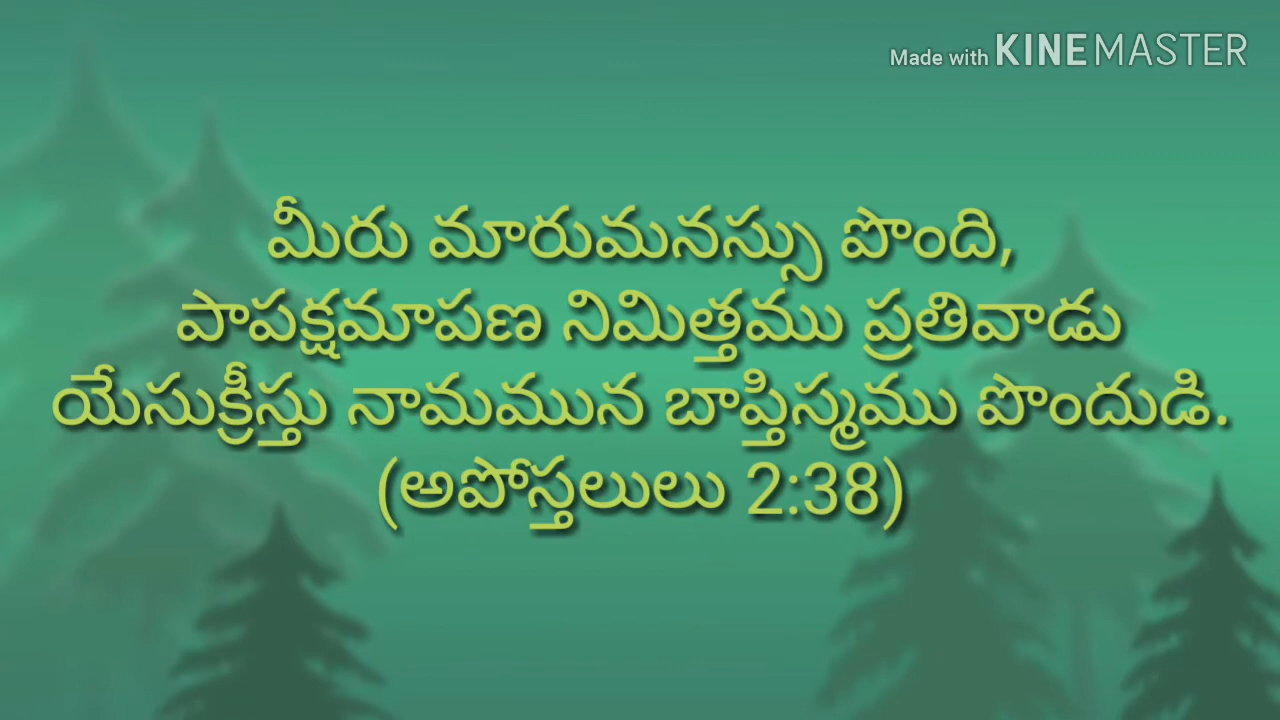 Made with KINEMASTER
మీరు మారుమనస్సు పొంది,
పాపక్షమాపణ నిమిత్తము ప్రతివాడు
యేసుక్రీస్తు నామమున బాప్తిస్మము పొందుడి.
(అపోస్తలులు 2:38)